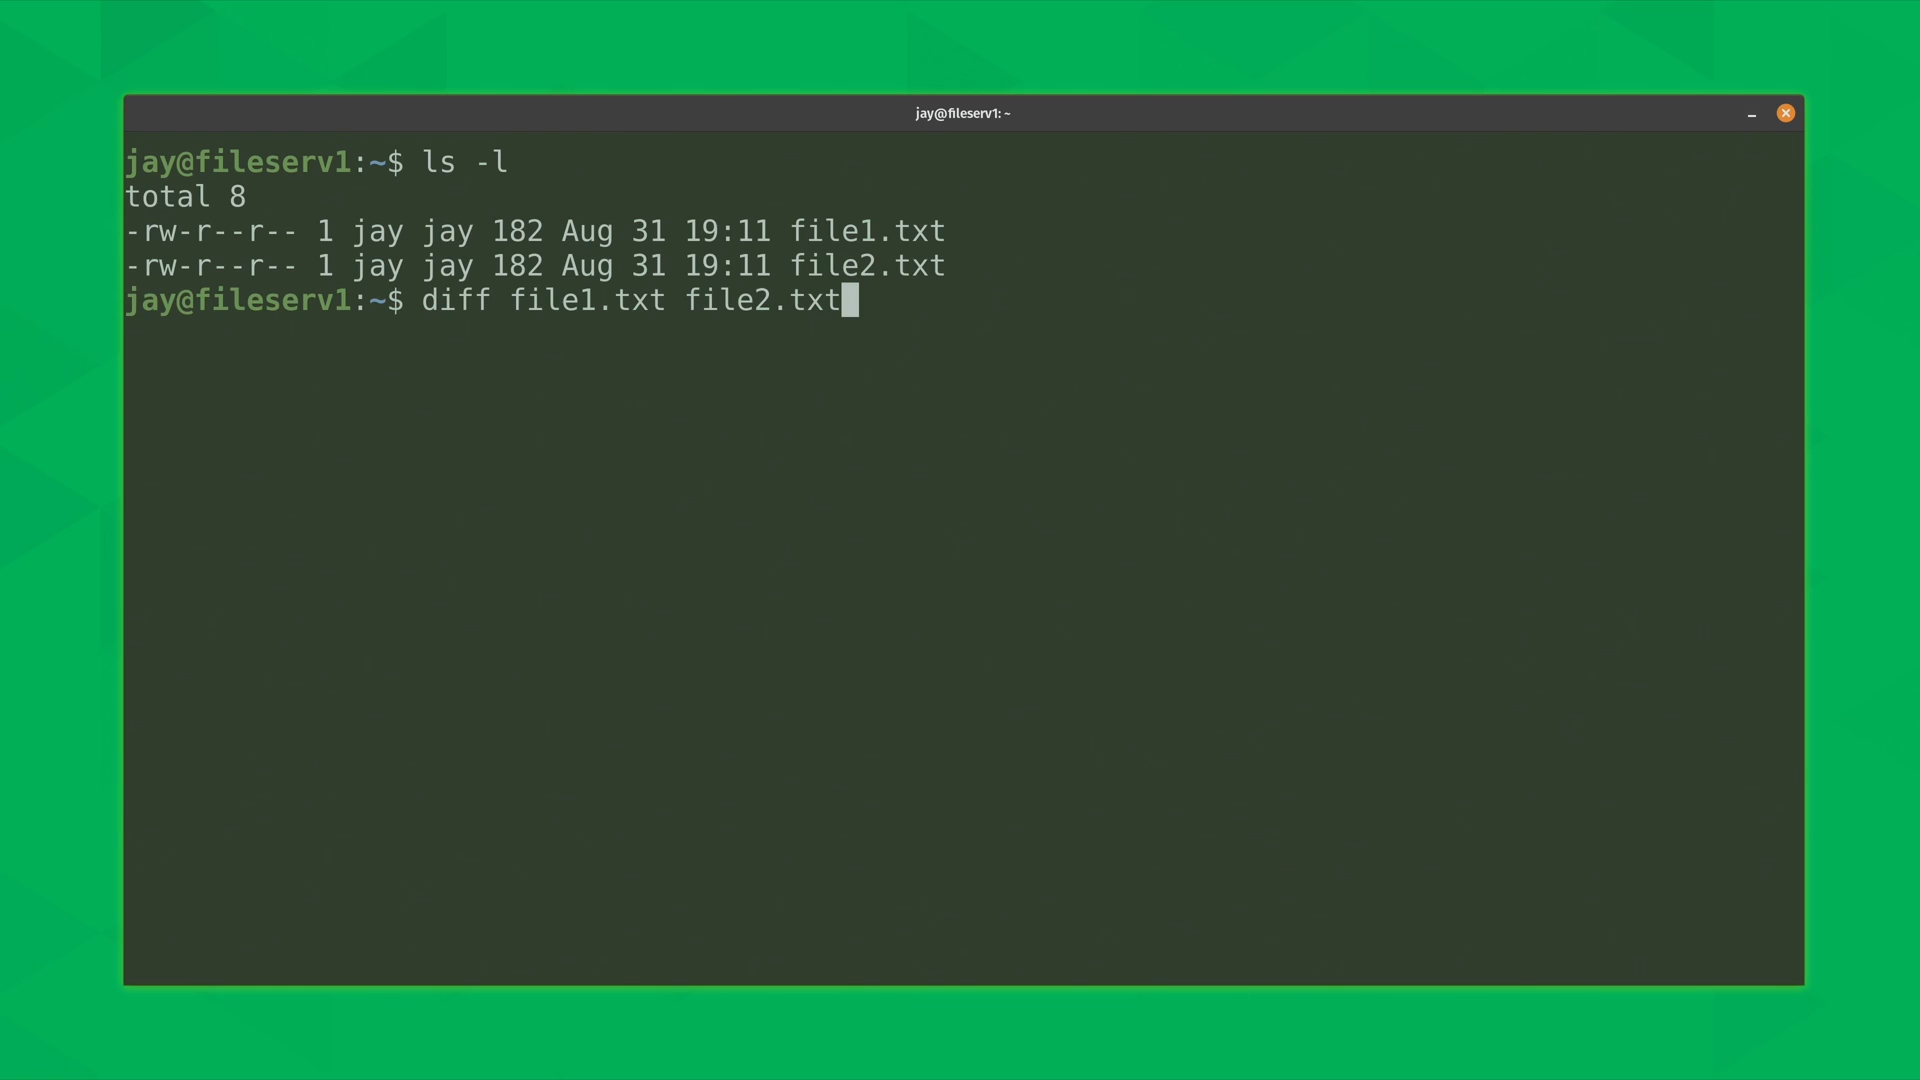 jay@fileserv1: ~
jay@fileserv1:~$ ls -l
total 8
-rw-r--r-- 1 jay jay 182 Aug 31 19:11 file1.txt
-rw-r--r-- 1 jay jay 182 Aug 31 19:11 file2.txt
jay@fileserv1:~$ diff file1.txt file2.txt